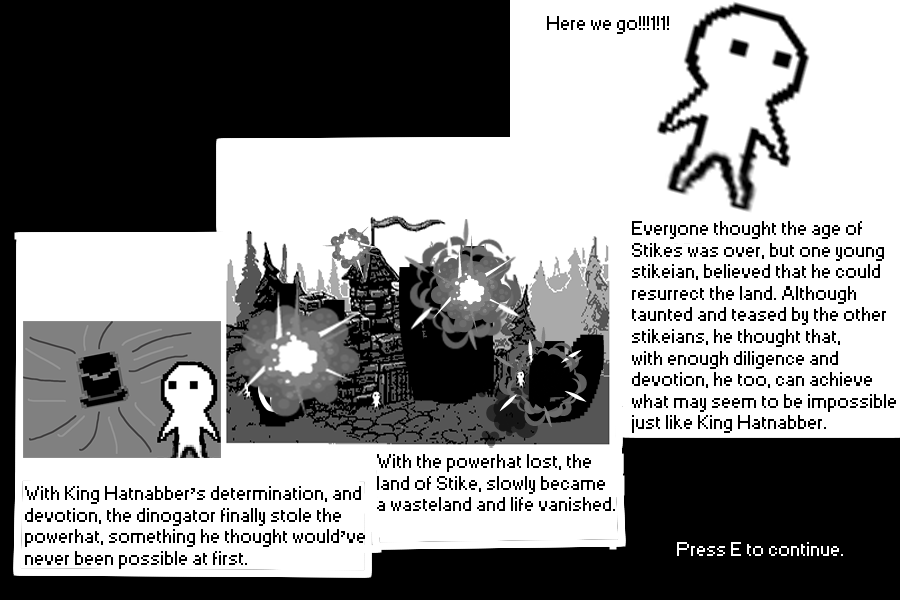 Here we go!!!1!1!
With King Hatnabber's determination, and
devotion, the dinogator finally stole the
powerhat, something he thought would've
never been possible at first.
With the powerhat lost, the
land of Stike, slowly became
a wasteland and life vanished.
Everyone thought the age of
Stikes was over, but one young
stikeian, believed that he could
resurrect the land. Although
taunted and teased by the other
stikeians, he thought that,
with enough diligence and
devotion, he too, can achieve
what may seem to be impossible
just like King Hatnabber.
Press E to continue.